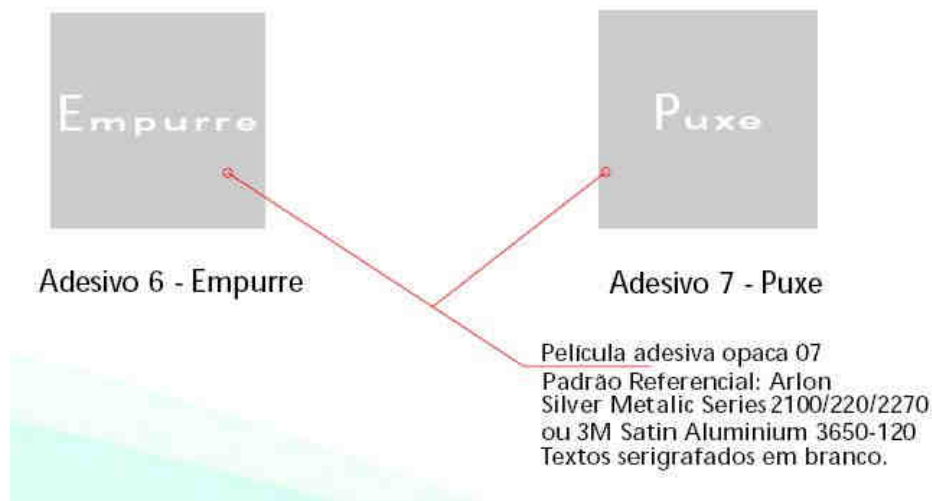 Empurre
Puxe
Adesivo 6 - Empurre
Adesivo 7 - Puxe
Película adesiva opaca 07
Padrão Referencial: Arlon
Silver Metalic Series 2100/220/2270
ou 3M Satin Aluminium 3650-120
Textos serigrafados em branco.